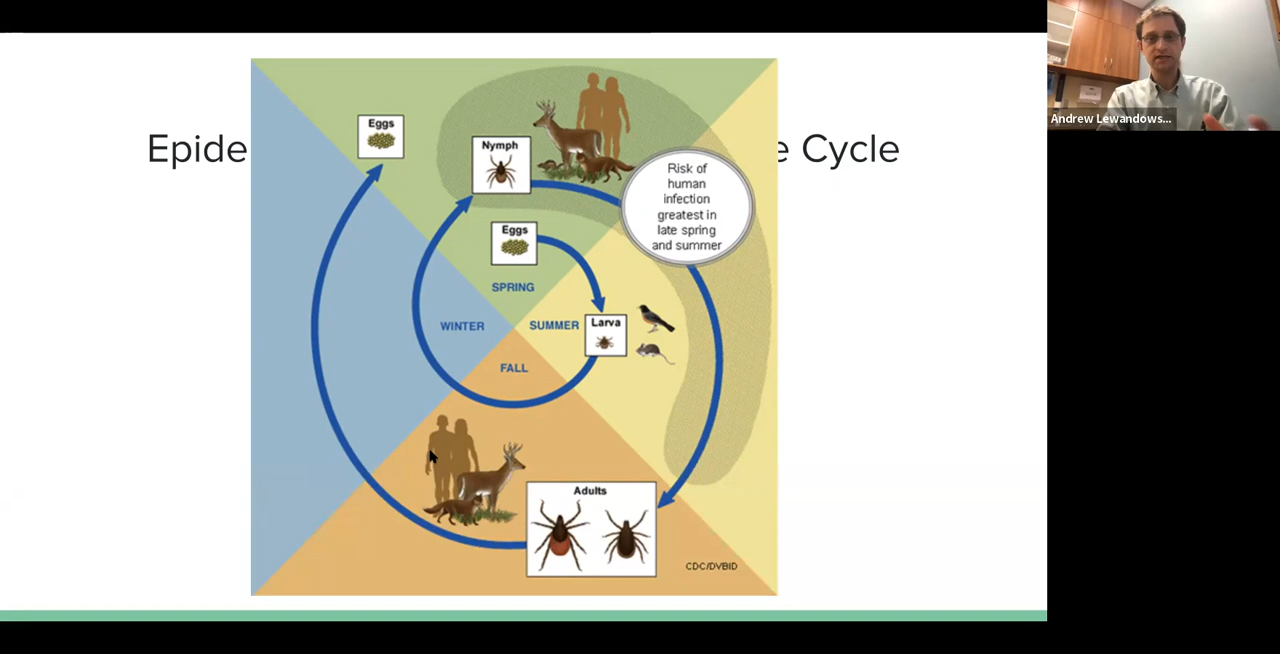 Epide
e Cycle
Eggs
Nymph
Risk of
human
infection
greatest in
late spring
and summer
Eggs
SPRING
WINTER
SUMMER
Larva
FALL
Adults
CDC/DVBID
Andrew Lewandows...